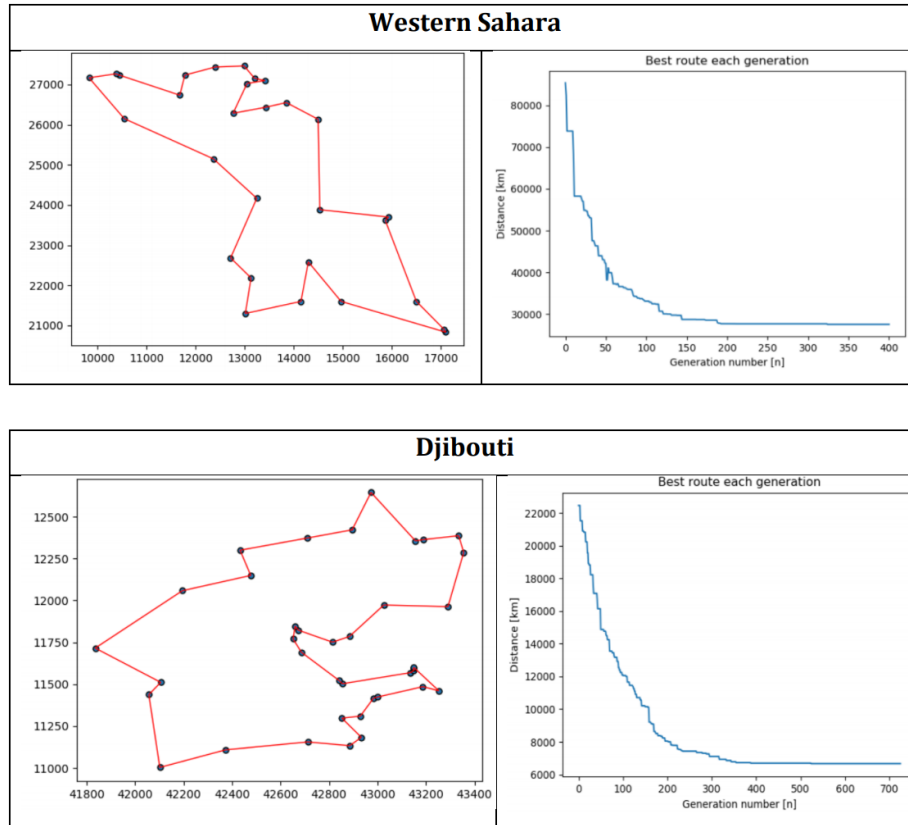 Western Sahara
27000
26000
25000
24000
23000
22000
21000
10000 11000 12000 13000 14000 15000 16000 17000
Best route each generation
Distance [km]
80000
70000
60000
50000
40000
30000
0 50 100 150 200 250 300 350 400
Generation number [n]
Djibouti
12500
12250
12000
11750
11500
11250
11000
41800 42000 42200 42400 42600 42800 43000 43200 43400
Best route each generation
Distance [km]
22000
20000
18000
16000
14000
12000
10000
8000
6000
0 100 200 300 400 500 600 700
Generation number [n]